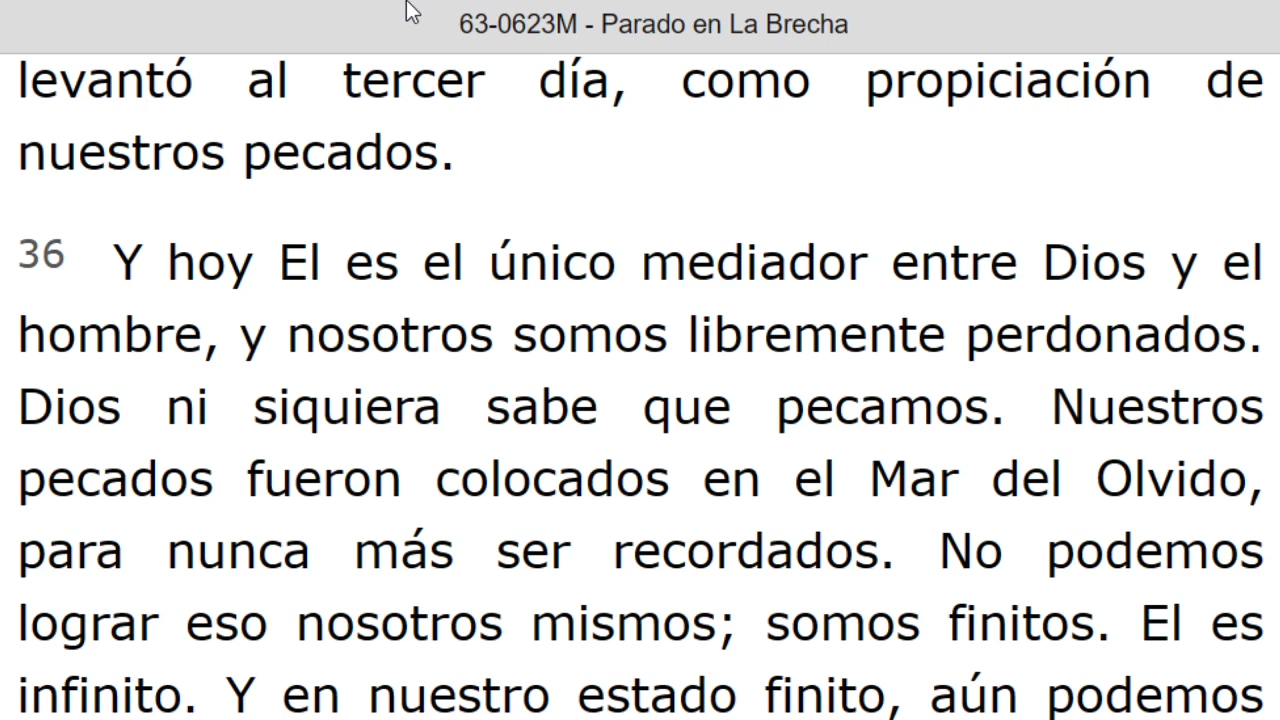 63-0623M - Parado en La Brecha
levantó al tercer día, como propiciación de
nuestros pecados.
36 Y hoy El es el único mediador entre Dios y el
hombre, y nosotros somos libremente perdonados.
Dios ni siquiera sabe que pecamos. Nuestros
pecados fueron colocados en el Mar del Olvido,
para nunca más ser recordados. No podemos
lograr eso nosotros mismos; somos finitos. El es
infinito. Y en nuestro estado finito, aún podemos